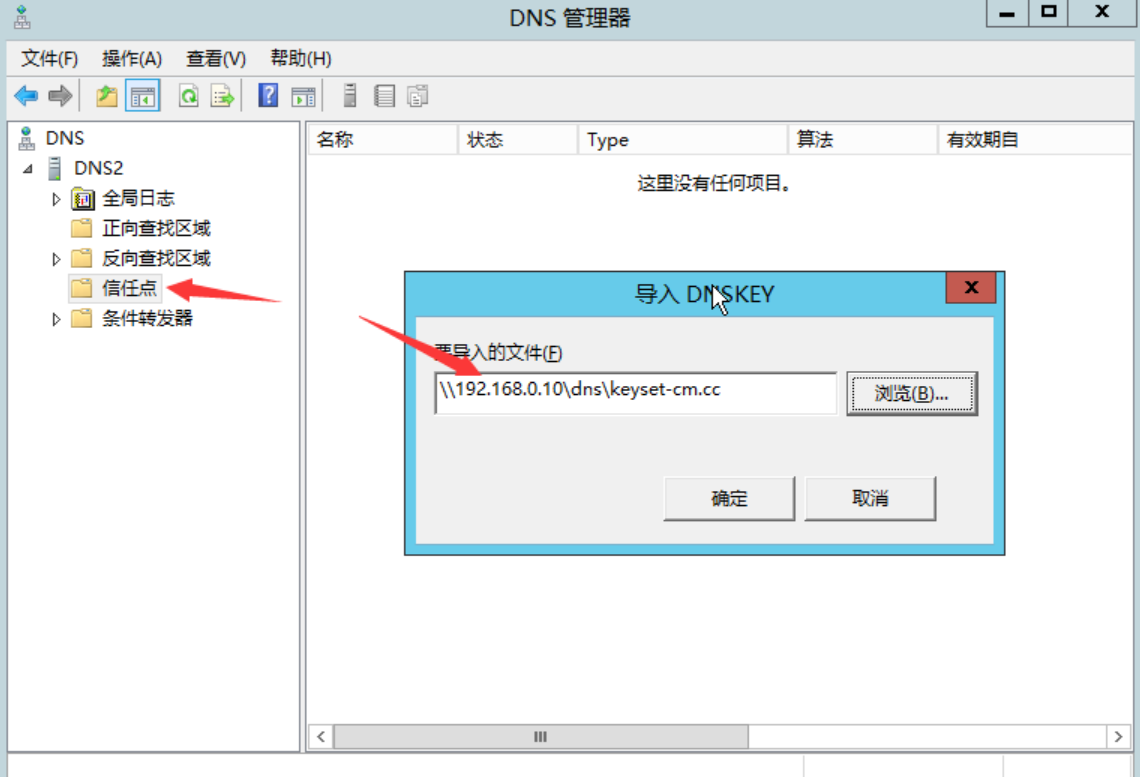 DNS 管理器
文件(F) 操作(A) 查看(V) 帮助(H)
DNS
DNS2
全局日志
正向查找区域
反向查找区域
信任点
条件转发器
名称 状态 Type 算法 有效期自
这里没有任何项目。
导入 DNSKEY
要导入的文件(F)
\\192.168.0.10\dns\keyset-cm.cc
浏览(B)...
确定 取消